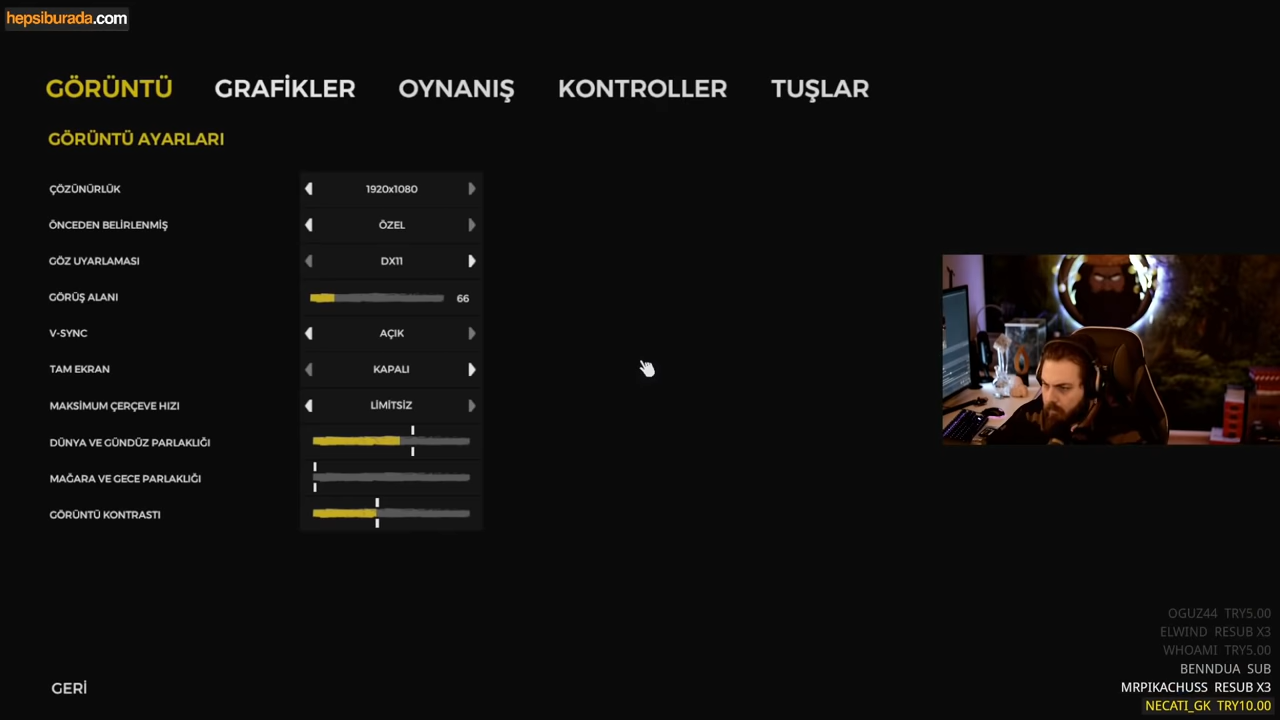 hepsiburada.com
GÖRÜNTÜ GRAFİKLER OYNANIŞ KONTROLLER TUŞLAR
GÖRÜNTÜ AYARLARI
ÇÖZÜNÜRLÜK 1920x1080
ÖNCEDEN BELİRLENMİŞ ÖZEL
GÖZ UYARLAMASI DX11
GÖRÜŞ ALANI 66
V-SYNC AÇIK
TAM EKRAN KAPALI
MAKSİMUM ÇERÇEVE HIZI LİMİTSİZ
DÜNYA VE GÜNDÜZ PARLAKLIĞI
MAĞARA VE GECE PARLAKLIĞI
GÖRÜNTÜ KONTRASTI
OGUZ44 TRY5.00
ELWIND RESUB X3
WHOAMI TRY5.00
BENNDUA SUB
MRPIKACHUSS RESUB X3
NECATI_GK TRY10.00
GERİ